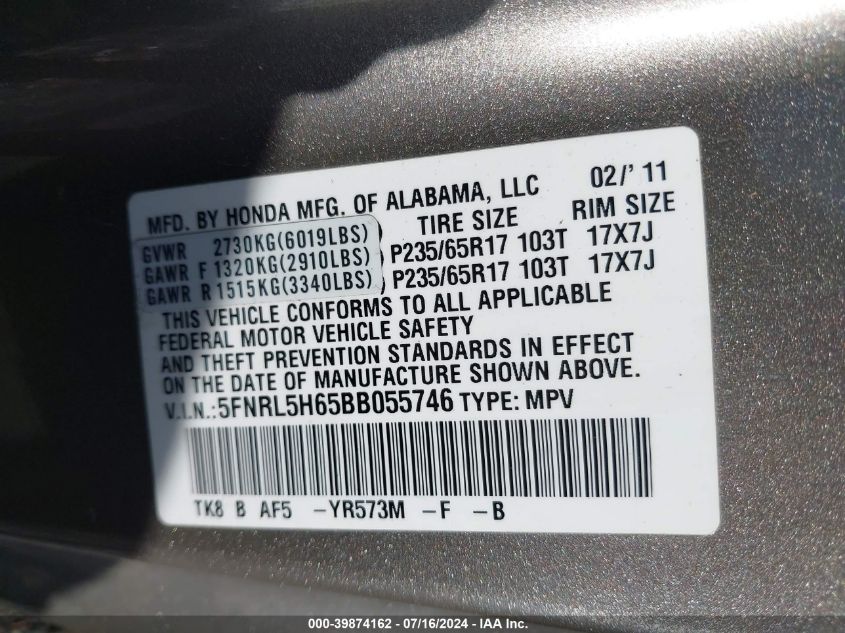 MFD. BY HONDA MFG. OF ALABAMA, LLC 02/'11
TIRE SIZE RIM SIZE
GVWR 2730KG(6019LBS)
GAWR F 1320KG(2910LBS) P235/65R17 103T 17X7J
GAWR R 1515KG(3340LBS) P235/65R17 103T 17X7J
THIS VEHICLE CONFORMS TO ALL APPLICABLE
FEDERAL MOTOR VEHICLE SAFETY
AND THEFT PREVENTION STANDARDS IN EFFECT
ON THE DATE OF MANUFACTURE SHOWN ABOVE.
V.I.N.:5FNRL5H65BB055746 TYPE: MPV
TK8 B AF5 -YR573M -F -B
000-39874162 - 07/16/2024 - IAA Inc.